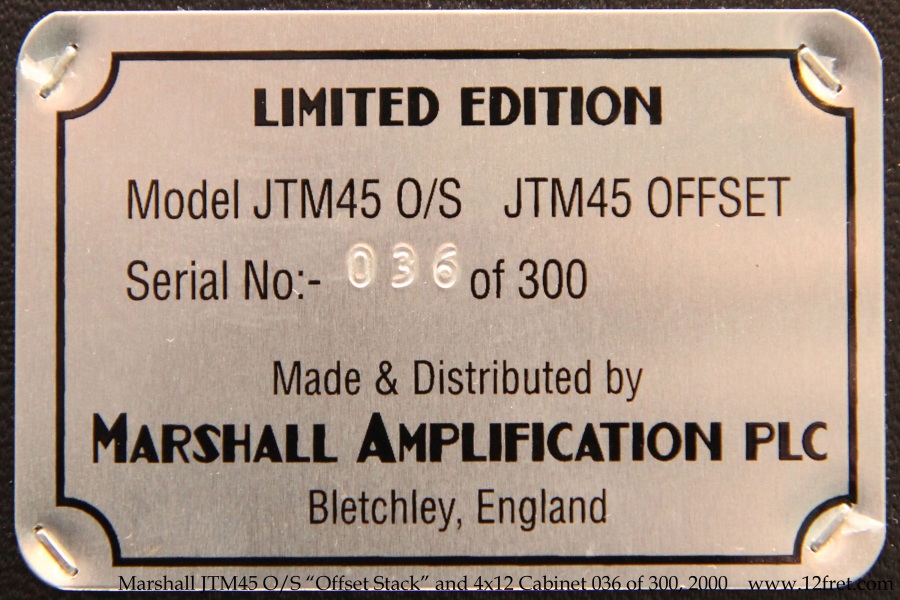 LIMITED EDITION
Model JTM45 O/S JTM45 OFFSET
Serial No:- 036 of 300
Made & Distributed by
MARSHALL AMPLIFICATION PLC
Bletchley, England
Marshall JTM45 O/S “Offset Stack” and 4x12 Cabinet 036 of 300, 2000 www.12fret.com